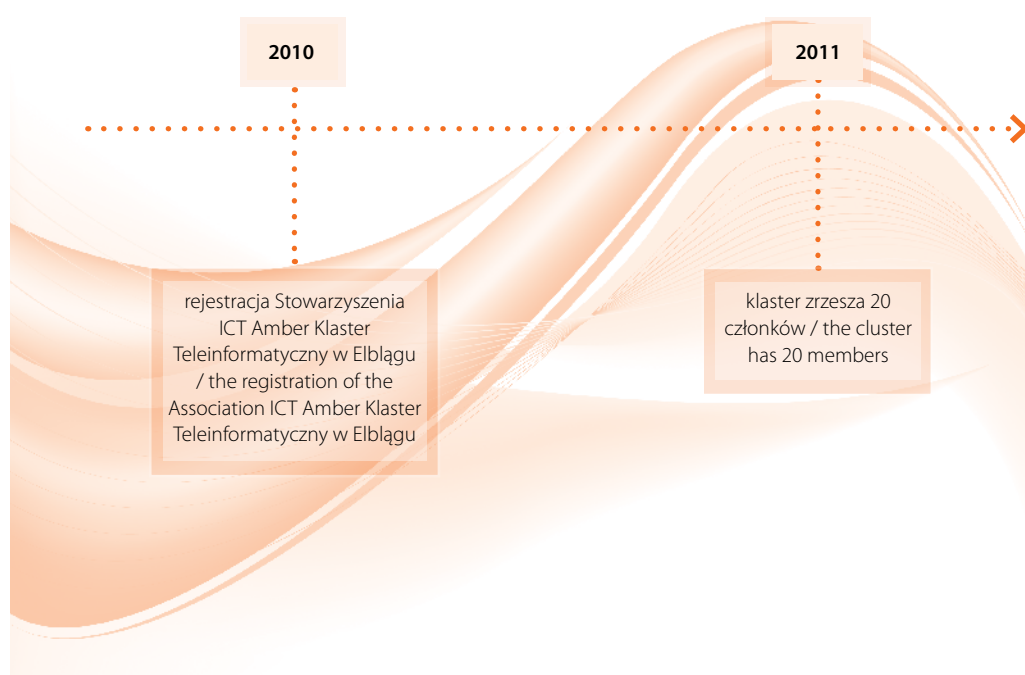 2010
2011
rejestracja Stowarzyszenia
ICT Amber Klaster
Teleinformatyczny w Elblągu
/ the registration of the
Association ICT Amber Klaster
Teleinformatyczny w Elblągu
klaster zrzesza 20
członków / the cluster
has 20 members